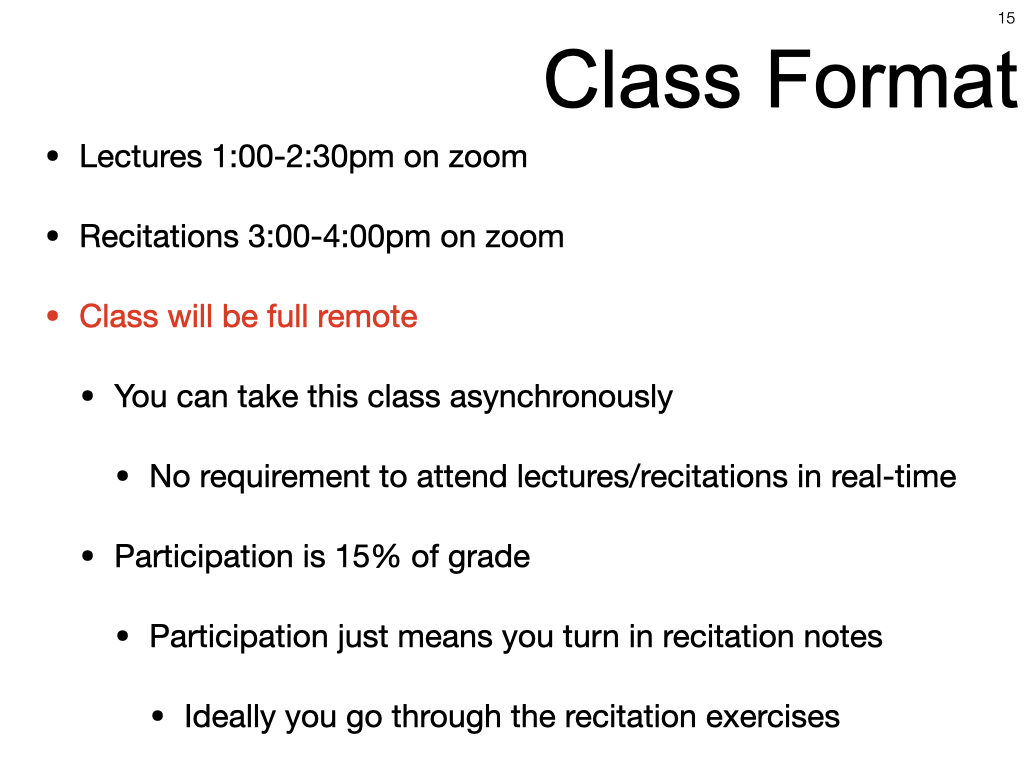 15
Class Format
• Lectures 1:00-2:30pm on zoom
• Recitations 3:00-4:00pm on zoom
• Class will be full remote
• You can take this class asynchronously
• No requirement to attend lectures/recitations in real-time
• Participation is 15% of grade
• Participation just means you turn in recitation notes
• Ideally you go through the recitation exercises